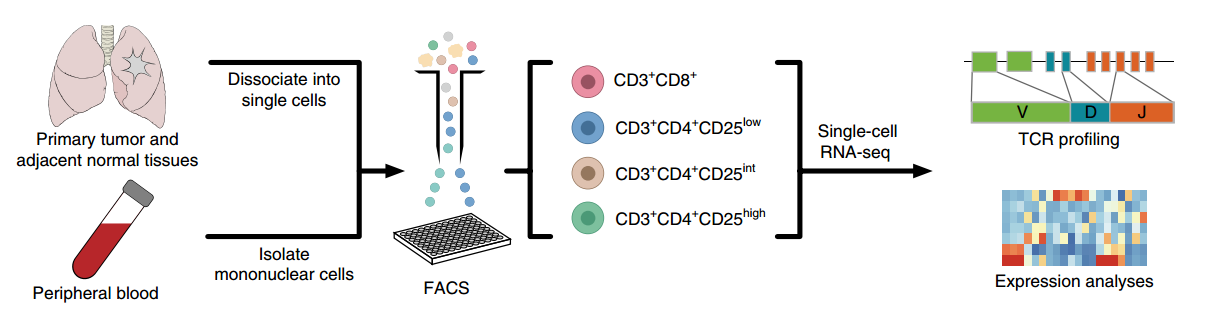 Primary tumor and
adjacent normal tissues
Peripheral blood
Dissociate into
single cells
Isolate
mononuclear cells
FACS
CD3⁺CD8⁺
CD3⁺CD4⁺CD25ˡᵒʷ
CD3⁺CD4⁺CD25ⁱⁿᵗ
CD3⁺CD4⁺CD25ʰⁱᵍʰ
Single-cell
RNA-seq
V D J
TCR profiling
Expression analyses